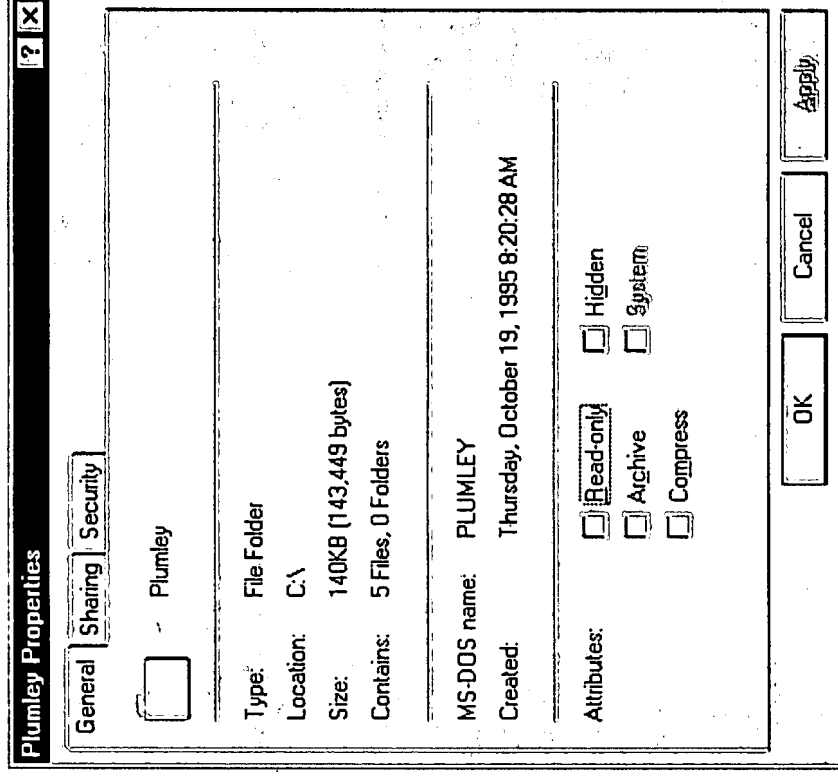 Plumley Properties
General Sharing Security
Plumley
Type: File Folder
Location: C:\
Size: 140KB (143,449 bytes)
Contains: 5 Files, 0 Folders
MS-DOS name: PLUMLEY
Created: Thursday, October 19, 1995 8:20:28 AM
Attributes: Read-only Hidden
Archive System
Compress
OK Cancel Apply